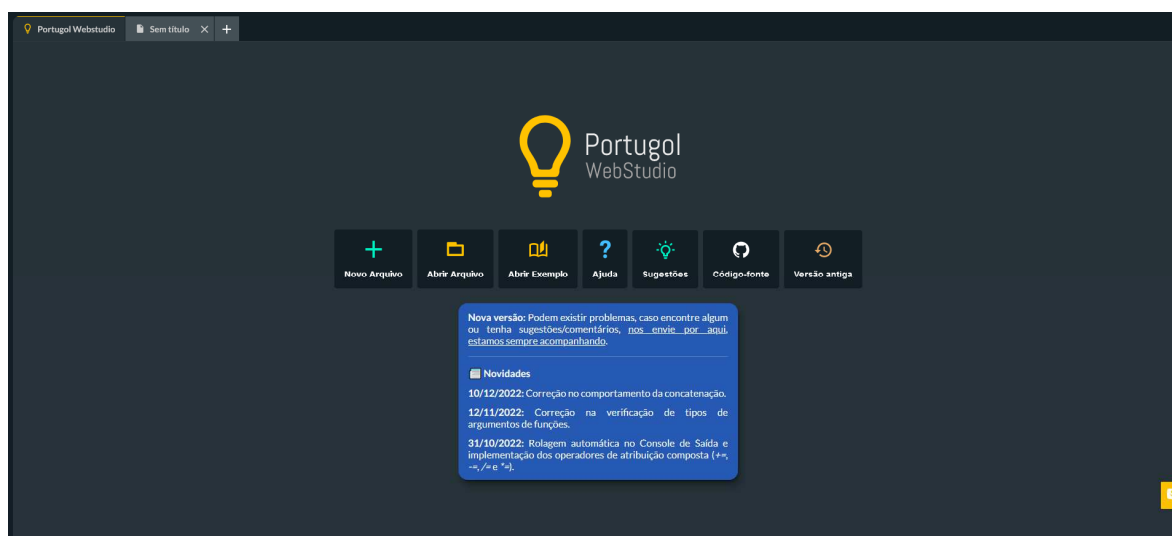 Portugol Webstudio
Sem título
Portugol
WebStudio
Novo Arquivo
Abrir Arquivo
Abrir Exemplo
Ajuda
Sugestões
Código-fonte
Versão antiga
Nova versão: Podem existir problemas, caso encontre algum
ou tenha sugestões/comentários, nos envie por aqui,
estamos sempre acompanhando.
Novidades
10/12/2022: Correção no comportamento da concatenação.
12/11/2022: Correção na verificação de tipos de
argumentos de funções.
31/10/2022: Rolagem automática no Console de Saída e
implementação dos operadores de atribuição composta (+=,
-=, /= e *=).